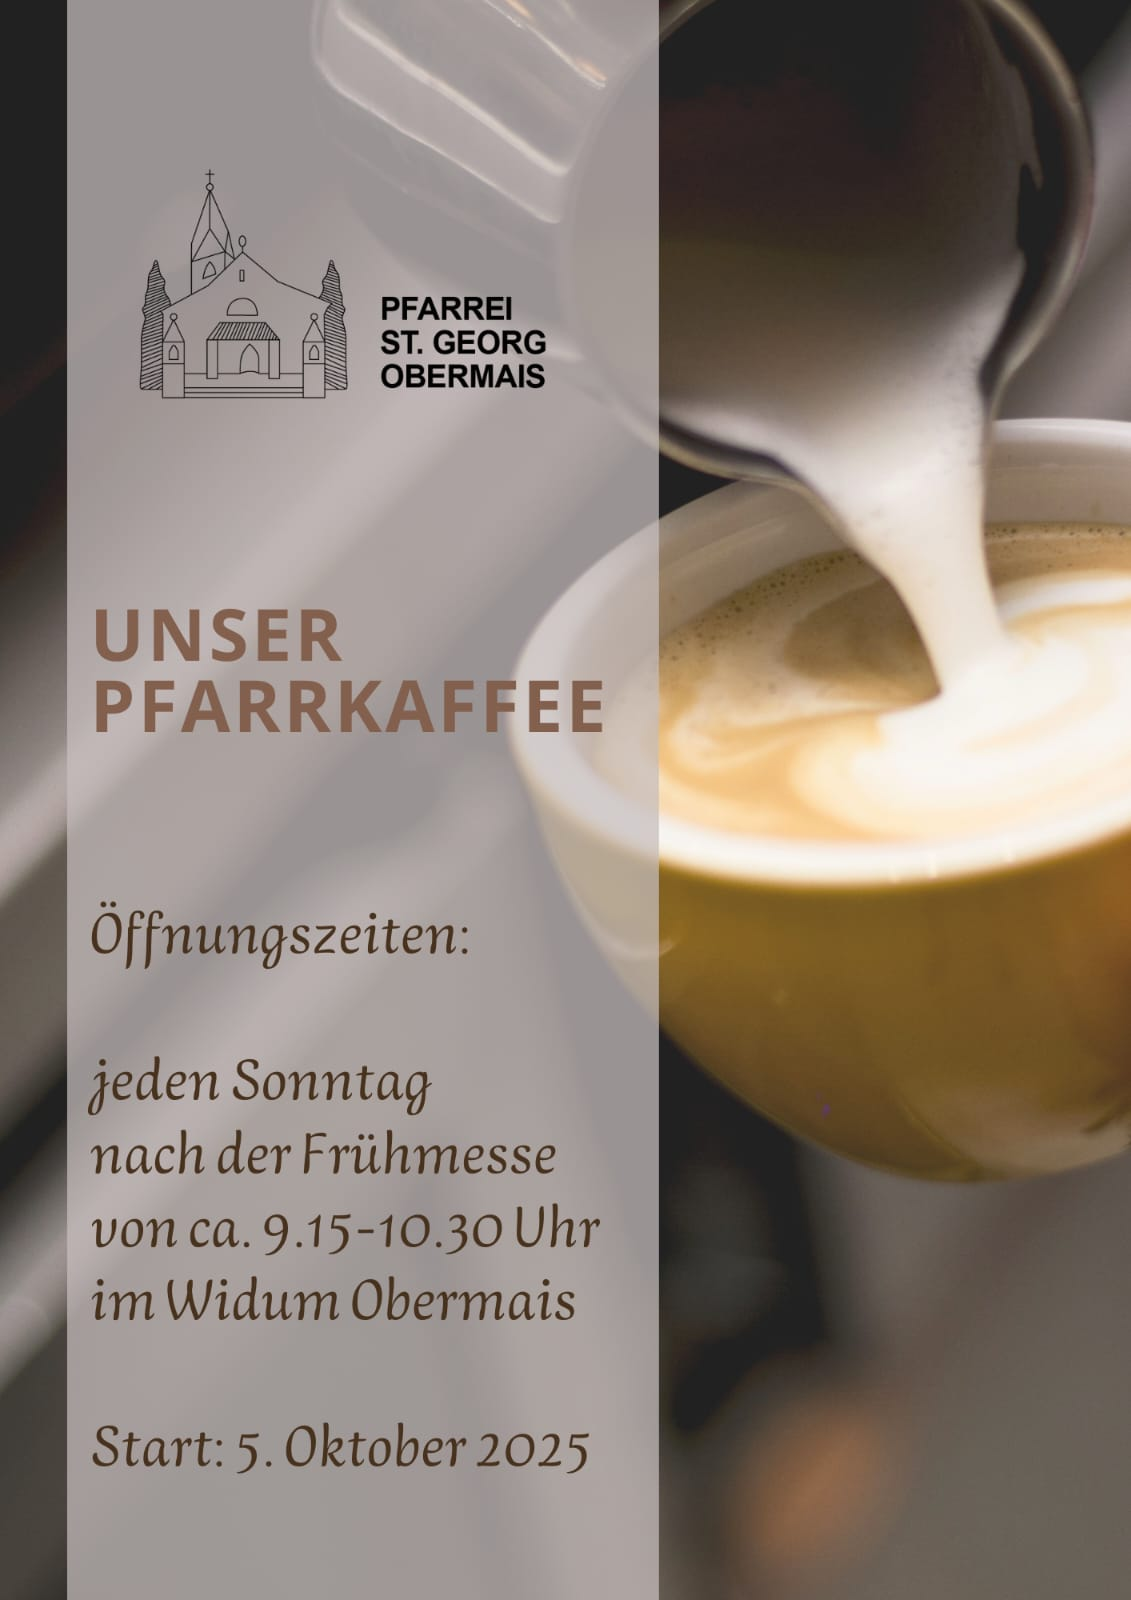 PFARREI
ST. GEORG
OBERMAIS
UNSER
PFARRKAFFEE
Öffnungszeiten:
jeden Sonntag
nach der Frühmesse
von ca. 9.15-10.30 Uhr
im Widum Obermais
Start: 5. Oktober 2025